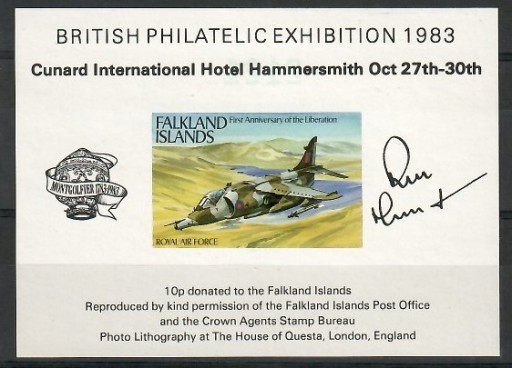 BRITISH PHILATELIC EXHIBITION 1983
Cunard International Hotel Hammersmith Oct 27th-30th
FALKLAND
ISLANDS
First Anniversary of the Liberation
MONTGOLFIER 1783-1983
ROYAL AIR FORCE
10p donated to the Falkland Islands
Reproduced by kind permission of the Falkland Islands Post Office
and the Crown Agents Stamp Bureau
Photo Lithography at The House of Questa, London, England